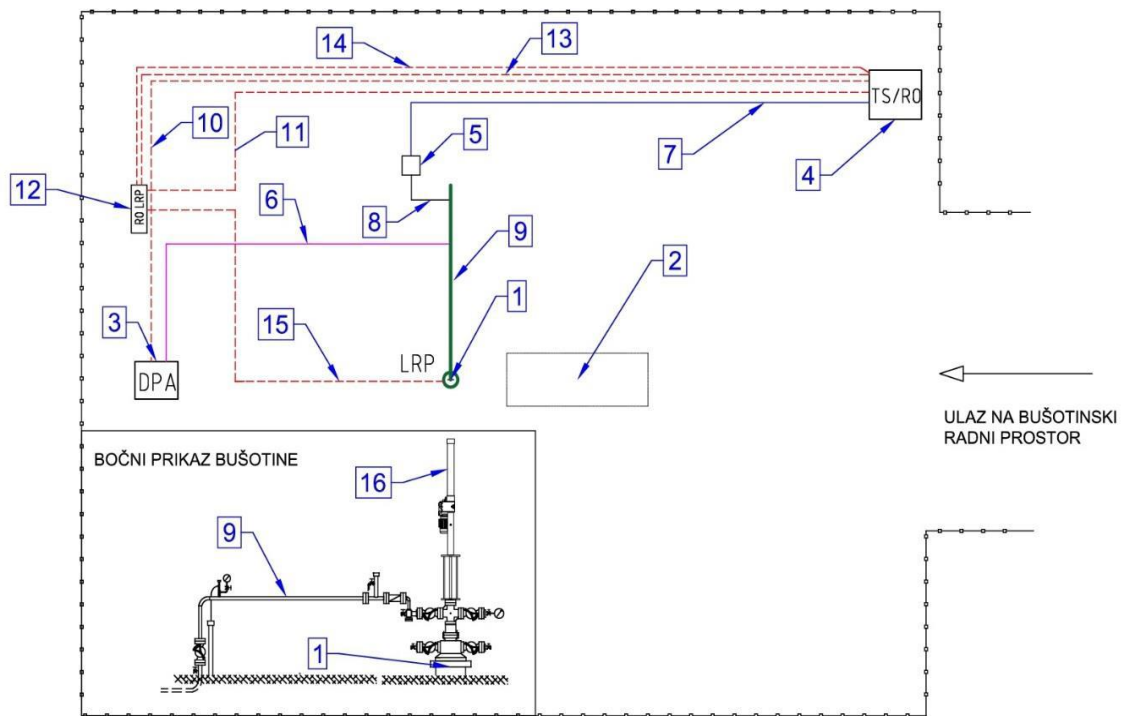 14
13
TS/RO
10
11
5
7
4
12
RO LRP
6
8
9
2
1
3
15
LRP
DPA
ULAZ NA BUŠOTINSKI
RADNI PROSTOR
BOČNI PRIKAZ BUŠOTINE
16
9
1